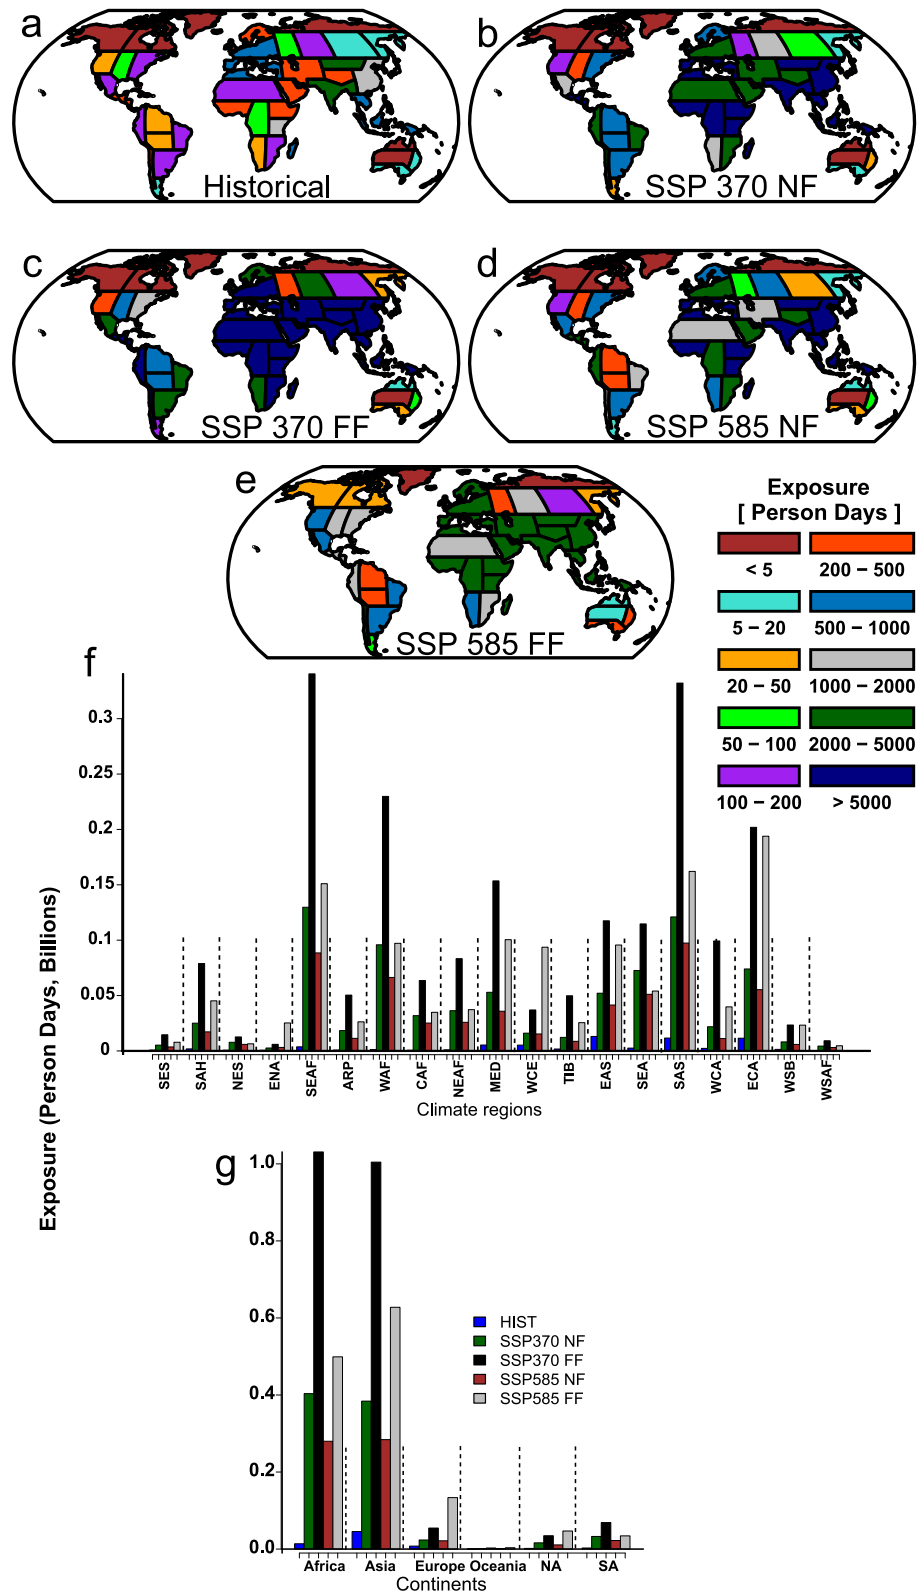 a
Historical
b
SSP 370 NF
c
SSP 370 FF
d
SSP 585 NF
e
SSP 585 FF
Exposure
[ Person Days ]
< 5
200 − 500
5 − 20
500 − 1000
20 − 50
1000 − 2000
50 − 100
2000 − 5000
100 − 200
> 5000
f
0.3
0.25
0.2
0.15
0.1
0.05
0
SES
SAH
NES
ENA
SEAF
ARP
WAF
CAF
NEAF
MED
WCE
TIB
EAS
SEA
SAS
WCA
ECA
WSB
WSAF
Climate regions
Exposure (Person Days, Billions)
g
1.0
0.8
0.6
0.4
0.2
0.0
HIST
SSP370 NF
SSP370 FF
SSP585 NF
SSP585 FF
Africa
Asia
Europe
Oceania
NA
SA
Continents